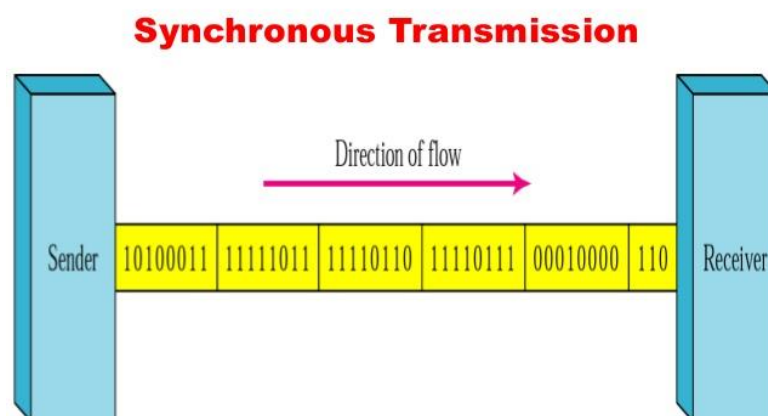 Synchronous Transmission
Direction of flow
Sender 10100011 11111011 11110110 11110111 00010000 110 Receiver